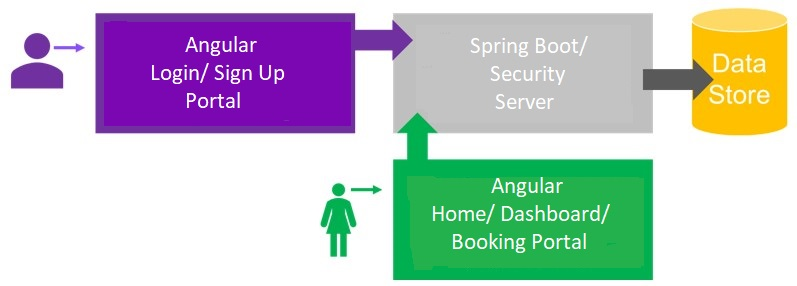 Angular
Login/ Sign Up
Portal
Spring Boot/
Security
Server
Data
Store
Angular
Home/ Dashboard/
Booking Portal